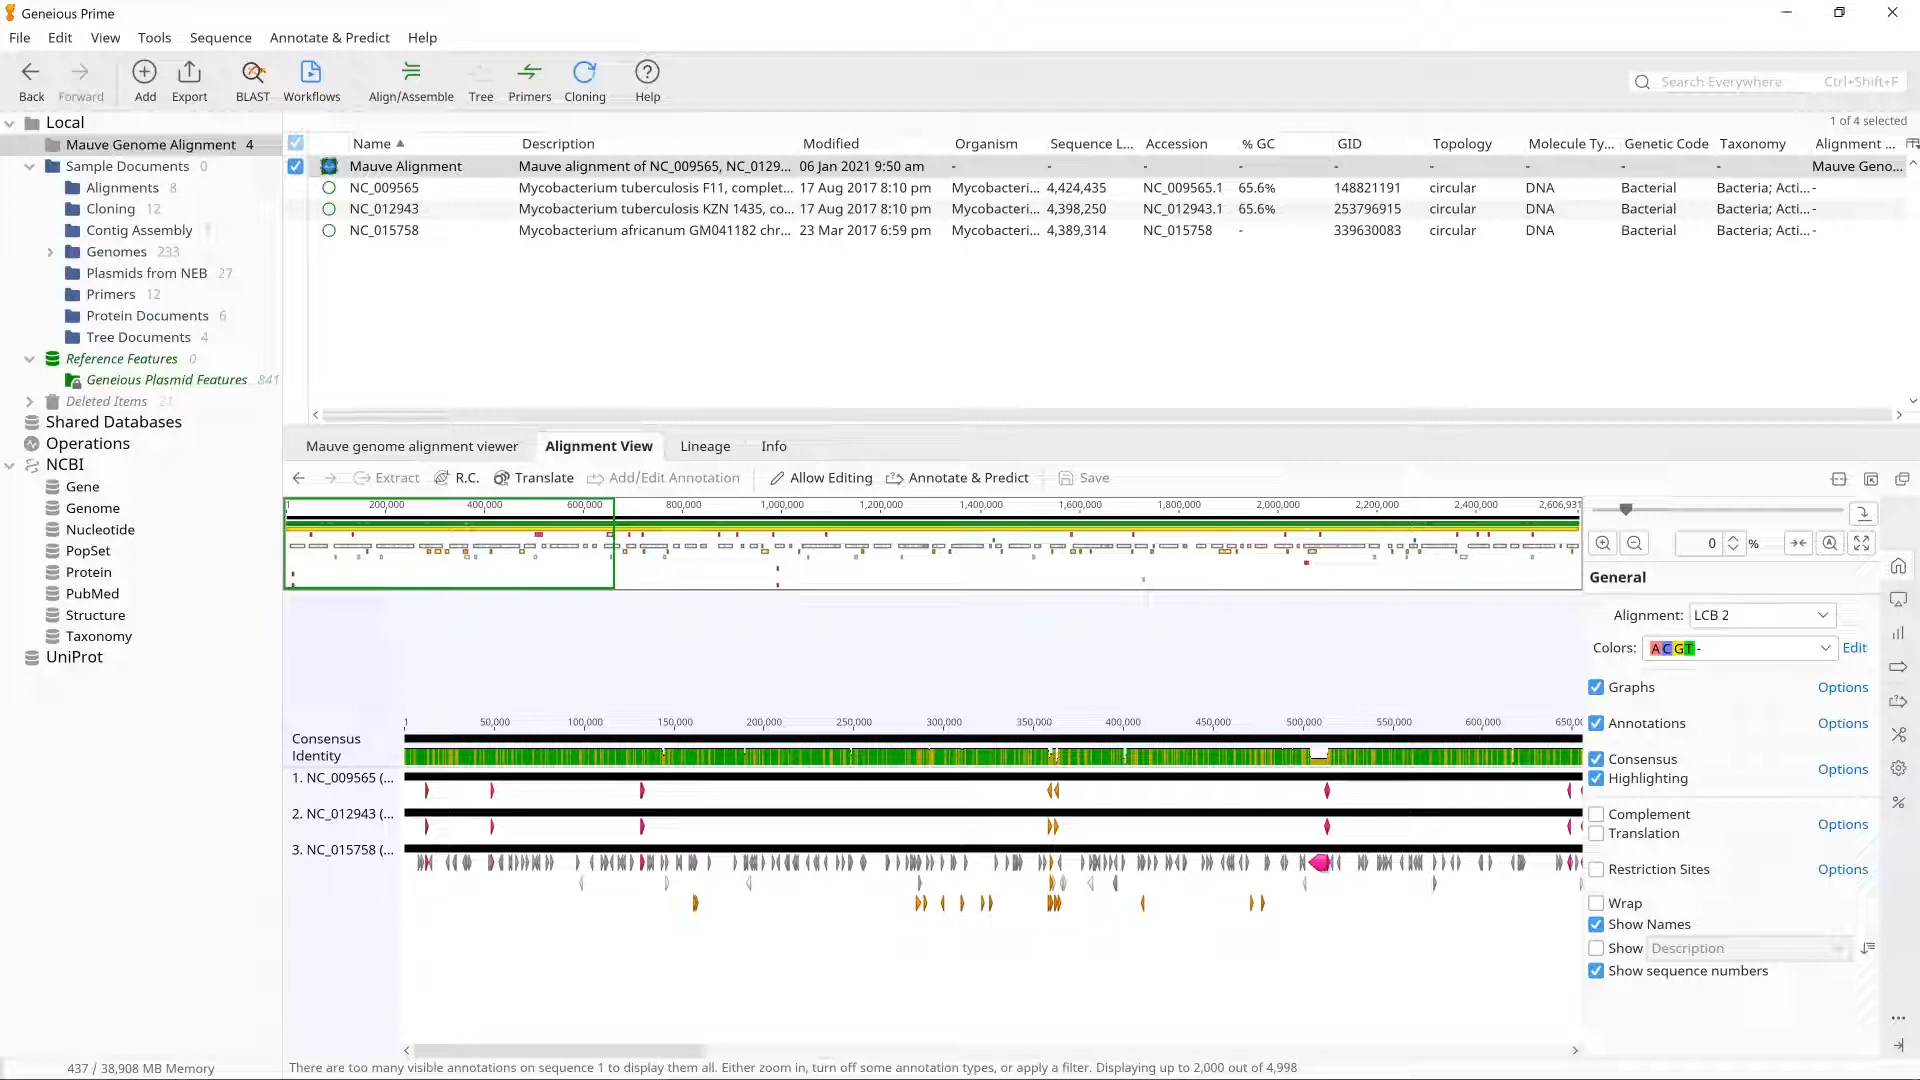 Geneious Prime
File Edit View Tools Sequence Annotate & Predict Help
Back Forward Add Export BLAST Workflows Align/Assemble Tree Primers Cloning Help
Search Everywhere Ctrl+Shift+F
Local
Mauve Genome Alignment 4
Sample Documents 0
Alignments 8
Cloning 12
Contig Assembly
Genomes 233
Plasmids from NEB 27
Primers 12
Protein Documents 6
Tree Documents 4
Reference Features 0
Geneious Plasmid Features 841
Deleted Items 21
Shared Databases
Operations
NCBI
Gene
Genome
Nucleotide
PopSet
Protein
PubMed
Structure
Taxonomy
UniProt
437 / 38,908 MB Memory
1 of 4 selected
Name Description Modified Organism Sequence L... Accession % GC GID Topology Molecule Ty... Genetic Code Taxonomy Alignment ...
Mauve Alignment Mauve alignment of NC_009565, NC_0129... 06 Jan 2021 9:50 am - - - - - - - - - Mauve Geno...
NC_009565 Mycobacterium tuberculosis F11, complet... 17 Aug 2017 8:10 pm Mycobacteri... 4,424,435 NC_009565.1 65.6% 148821191 circular DNA Bacterial Bacteria; Acti... -
NC_012943 Mycobacterium tuberculosis KZN 1435, co... 17 Aug 2017 8:10 pm Mycobacteri... 4,398,250 NC_012943.1 65.6% 253796915 circular DNA Bacterial Bacteria; Acti... -
NC_015758 Mycobacterium africanum GM041182 chr... 23 Mar 2017 6:59 pm Mycobacteri... 4,389,314 NC_015758 - 339630083 circular DNA Bacterial Bacteria; Acti... -
Mauve genome alignment viewer Alignment View Lineage Info
Extract R.C. Translate Add/Edit Annotation Allow Editing Annotate & Predict Save
1 200,000 400,000 600,000 800,000 1,000,000 1,200,000 1,400,000 1,600,000 1,800,000 2,000,000 2,200,000 2,400,000 2,606,931
1 50,000 100,000 150,000 200,000 250,000 300,000 350,000 400,000 450,000 500,000 550,000 600,000 650,0
Consensus
Identity
1. NC_009565 (...
2. NC_012943 (...
3. NC_015758 (...
There are too many visible annotations on sequence 1 to display them all. Either zoom in, turn off some annotation types, or apply a filter. Displaying up to 2,000 out of 4,998
0 %
General
Alignment: LCB 2
Colors: ACGT- Edit
Graphs Options
Annotations Options
Consensus
Highlighting Options
Complement
Translation Options
Restriction Sites Options
Wrap
Show Names
Show Description
Show sequence numbers